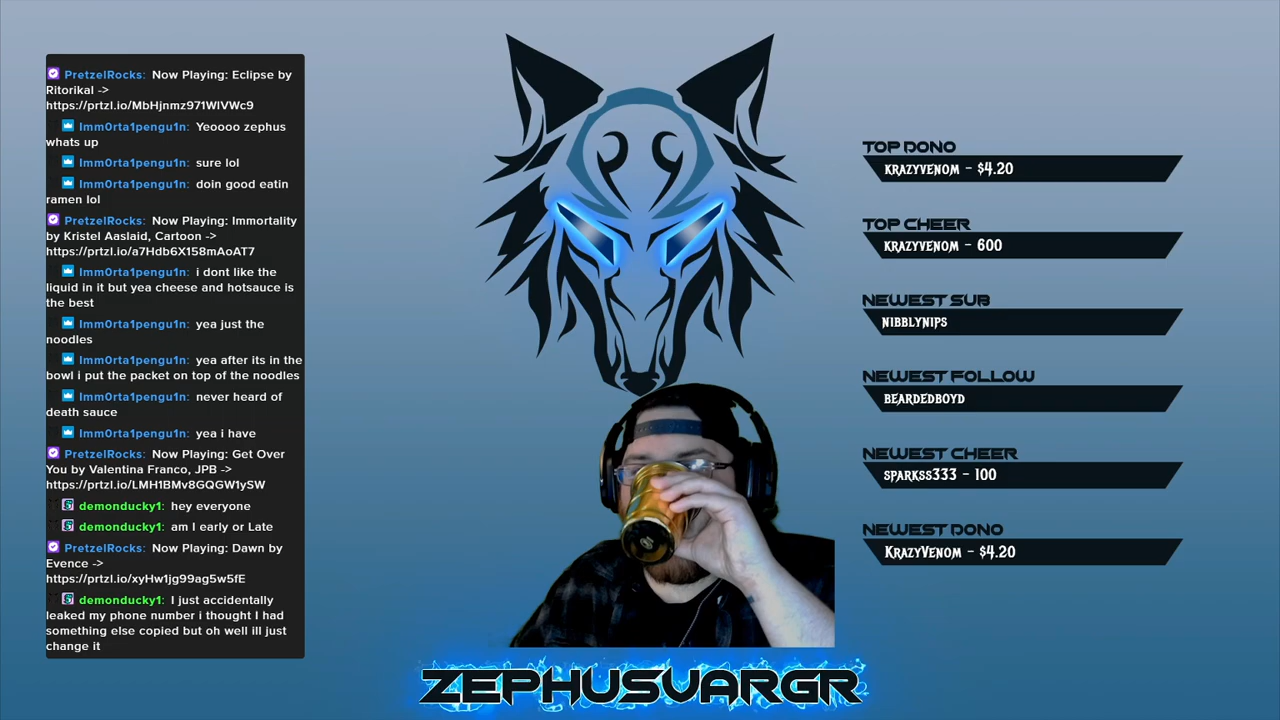 PretzelRocks: Now Playing: Eclipse by
Ritorikal ->
https://prtzl.io/MbHjnmz971WlVWc9
Imm0rta1pengu1n: Yeoooo zephus
whats up
Imm0rta1pengu1n: sure lol
Imm0rta1pengu1n: doin good eatin
ramen lol
PretzelRocks: Now Playing: Immortality
by Kristel Aaslaid, Cartoon ->
https://prtzl.io/a7Hdb6X158mAoAT7
Imm0rta1pengu1n: i dont like the
liquid in it but yea cheese and hotsauce is
the best
Imm0rta1pengu1n: yea just the
noodles
Imm0rta1pengu1n: yea after its in the
bowl i put the packet on top of the noodles
Imm0rta1pengu1n: never heard of
death sauce
Imm0rta1pengu1n: yea i have
PretzelRocks: Now Playing: Get Over
You by Valentina Franco, JPB ->
https://prtzl.io/LMH1BMv8GQGW1ySW
demonducky1: hey everyone
demonducky1: am I early or Late
PretzelRocks: Now Playing: Dawn by
Evence ->
https://prtzl.io/xyHw1jg99ag5w5fE
demonducky1: I just accidentally
leaked my phone number i thought I had
something else copied but oh well ill just
change it
TOP DONO
KRAZYVENOM - $4.20
TOP CHEER
KRAZYVENOM - 600
NEWEST SUB
NIBBLYNIPS
NEWEST FOLLOW
BEARDEDBOYD
NEWEST CHEER
SPARKSS333 - 100
NEWEST DONO
KRAZYVENOM - $4.20
ZEPHUSVARGR